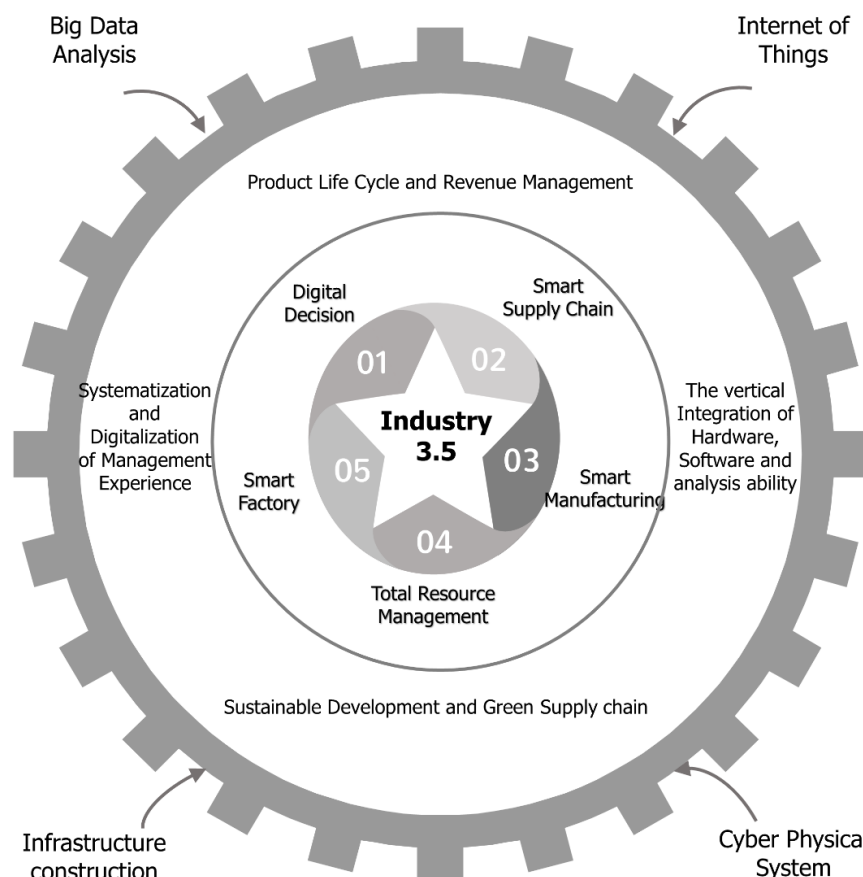 Big Data
Analysis
Internet of
Things
Product Life Cycle and Revenue Management
Digital
Decision
Smart
Supply Chain
01
02
Systematization
and
Digitalization
of Management
Experience
Industry
3.5
The vertical
Integration of
Hardware,
Software and
analysis ability
05
03
Smart
Factory
Smart
Manufacturing
04
Total Resource
Management
Sustainable Development and Green Supply chain
Infrastructure
construction
Cyber Physica
System